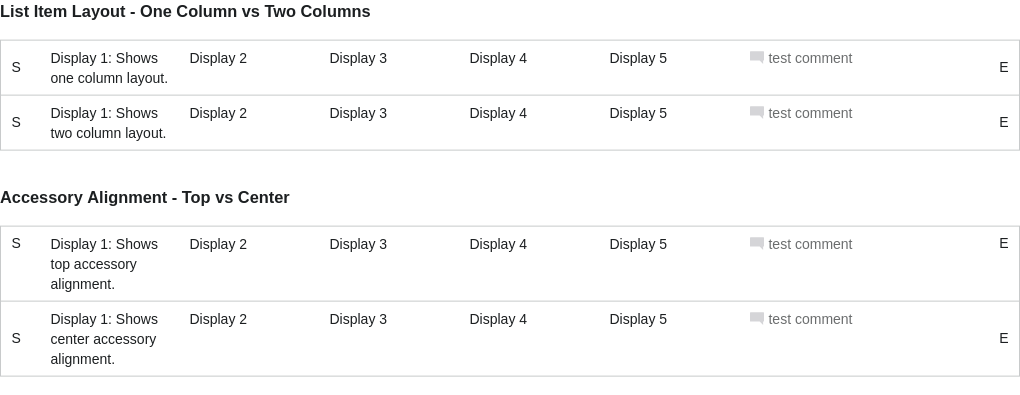 List Item Layout - One Column vs Two Columns
S Display 1: Shows one column layout. Display 2 Display 3 Display 4 Display 5 test comment E
S Display 1: Shows two column layout. Display 2 Display 3 Display 4 Display 5 test comment E
Accessory Alignment - Top vs Center
S Display 1: Shows top accessory alignment. Display 2 Display 3 Display 4 Display 5 test comment E
S Display 1: Shows center accessory alignment. Display 2 Display 3 Display 4 Display 5 test comment E